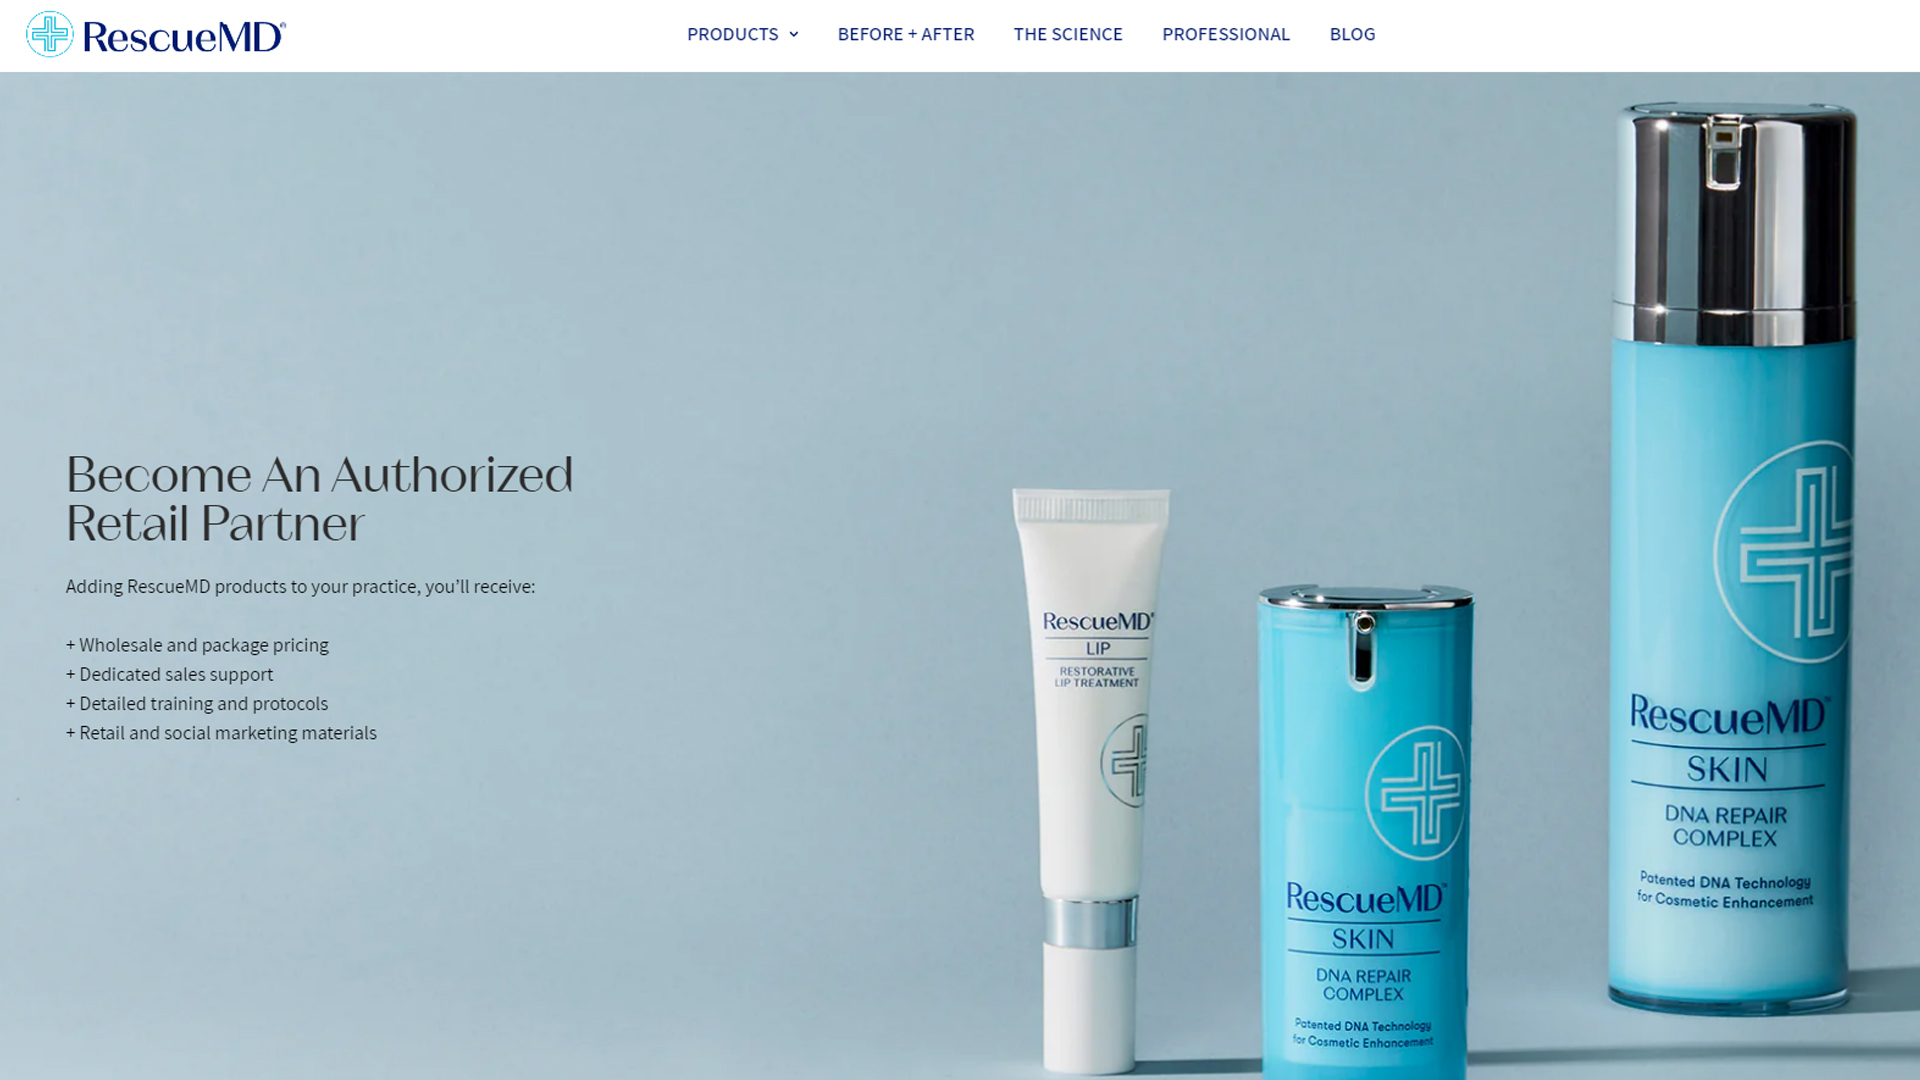 RescueMD®
PRODUCTS
BEFORE + AFTER
THE SCIENCE
PROFESSIONAL
BLOG
Become An Authorized
Retail Partner
Adding RescueMD products to your practice, you’ll receive:
+ Wholesale and package pricing
+ Dedicated sales support
+ Detailed training and protocols
+ Retail and social marketing materials
RescueMD™
LIP
RESTORATIVE
LIP TREATMENT
RescueMD™
SKIN
DNA REPAIR
COMPLEX
Patented DNA Technology
for Cosmetic Enhancement
RescueMD™
SKIN
DNA REPAIR
COMPLEX
Patented DNA Technology
for Cosmetic Enhancement